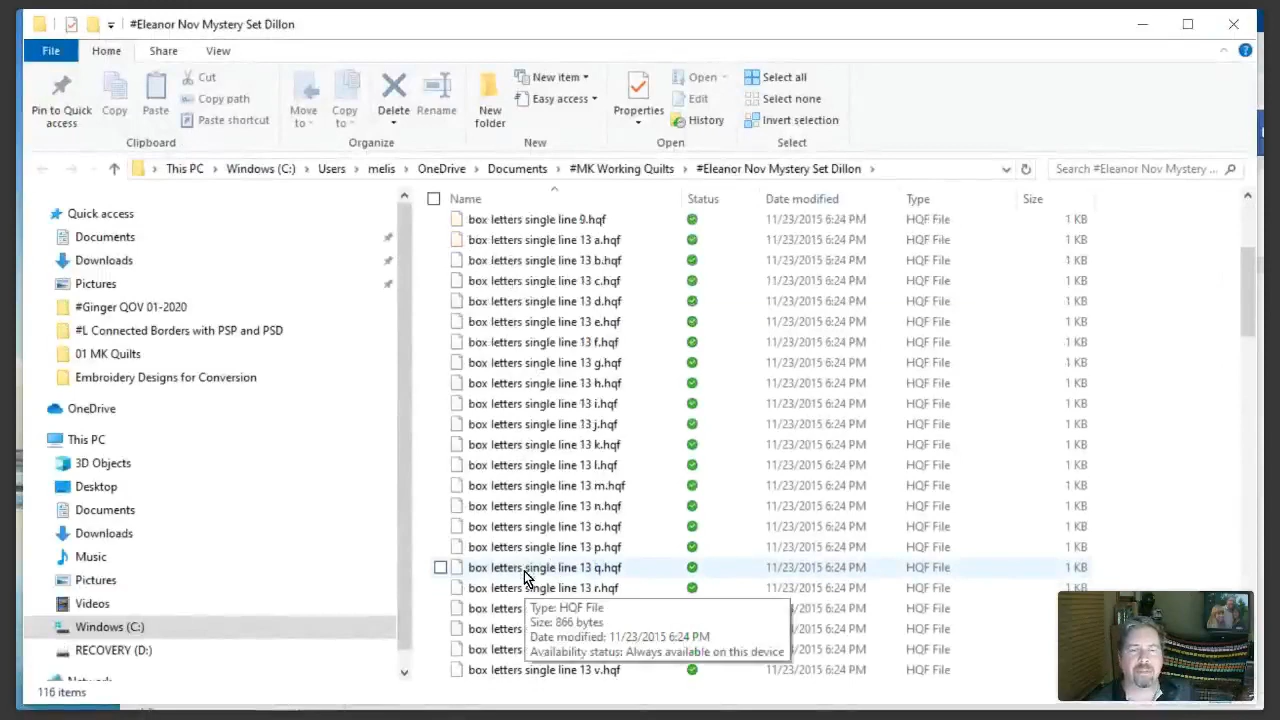 #Eleanor Nov Mystery Set Dillon
File Home Share View
Pin to Quick access
Copy
Paste
Cut
Copy path
Paste shortcut
Clipboard
Move to
Copy to
Delete
Rename
Organize
New folder
New item
Easy access
New
Properties
Open
Edit
History
Open
Select all
Select none
Invert selection
Select
This PC > Windows (C:) > Users > melis > OneDrive > Documents > #MK Working Quilts > #Eleanor Nov Mystery Set Dillon >
Search #Eleanor Nov Mystery ...
Quick access
Documents
Downloads
Pictures
#Ginger QOV 01-2020
#L Connected Borders with PSP and PSD
01 MK Quilts
Embroidery Designs for Conversion
OneDrive
This PC
3D Objects
Desktop
Documents
Downloads
Music
Pictures
Videos
Windows (C:)
RECOVERY (D:)
Name Status Date modified Type Size
box letters single line 9.hqf 11/23/2015 6:24 PM HQF File 1 KB
box letters single line 13 a.hqf 11/23/2015 6:24 PM HQF File 1 KB
box letters single line 13 b.hqf 11/23/2015 6:24 PM HQF File 1 KB
box letters single line 13 c.hqf 11/23/2015 6:24 PM HQF File 1 KB
box letters single line 13 d.hqf 11/23/2015 6:24 PM HQF File 1 KB
box letters single line 13 e.hqf 11/23/2015 6:24 PM HQF File 1 KB
box letters single line 13 f.hqf 11/23/2015 6:24 PM HQF File 1 KB
box letters single line 13 g.hqf 11/23/2015 6:24 PM HQF File 1 KB
box letters single line 13 h.hqf 11/23/2015 6:24 PM HQF File 1 KB
box letters single line 13 i.hqf 11/23/2015 6:24 PM HQF File 1 KB
box letters single line 13 j.hqf 11/23/2015 6:24 PM HQF File 1 KB
box letters single line 13 k.hqf 11/23/2015 6:24 PM HQF File 1 KB
box letters single line 13 l.hqf 11/23/2015 6:24 PM HQF File 1 KB
box letters single line 13 m.hqf 11/23/2015 6:24 PM HQF File 1 KB
box letters single line 13 n.hqf 11/23/2015 6:24 PM HQF File 1 KB
box letters single line 13 o.hqf 11/23/2015 6:24 PM HQF File 1 KB
box letters single line 13 p.hqf 11/23/2015 6:24 PM HQF File 1 KB
box letters single line 13 q.hqf 11/23/2015 6:24 PM HQF File 1 KB
box letters single line 13 r.hqf 11/23/2015 6:24 PM HQF File 1 KB
box letters 6:24 PM HQF File
box letters 6:24 PM HQF File
box letters 6:24 PM HQF File
box letters single line 13 v.hqf 11/23/2015 6:24 PM HQF File
Type: HQF File
Size: 866 bytes
Date modified: 11/23/2015 6:24 PM
Availability status: Always available on this device
116 items